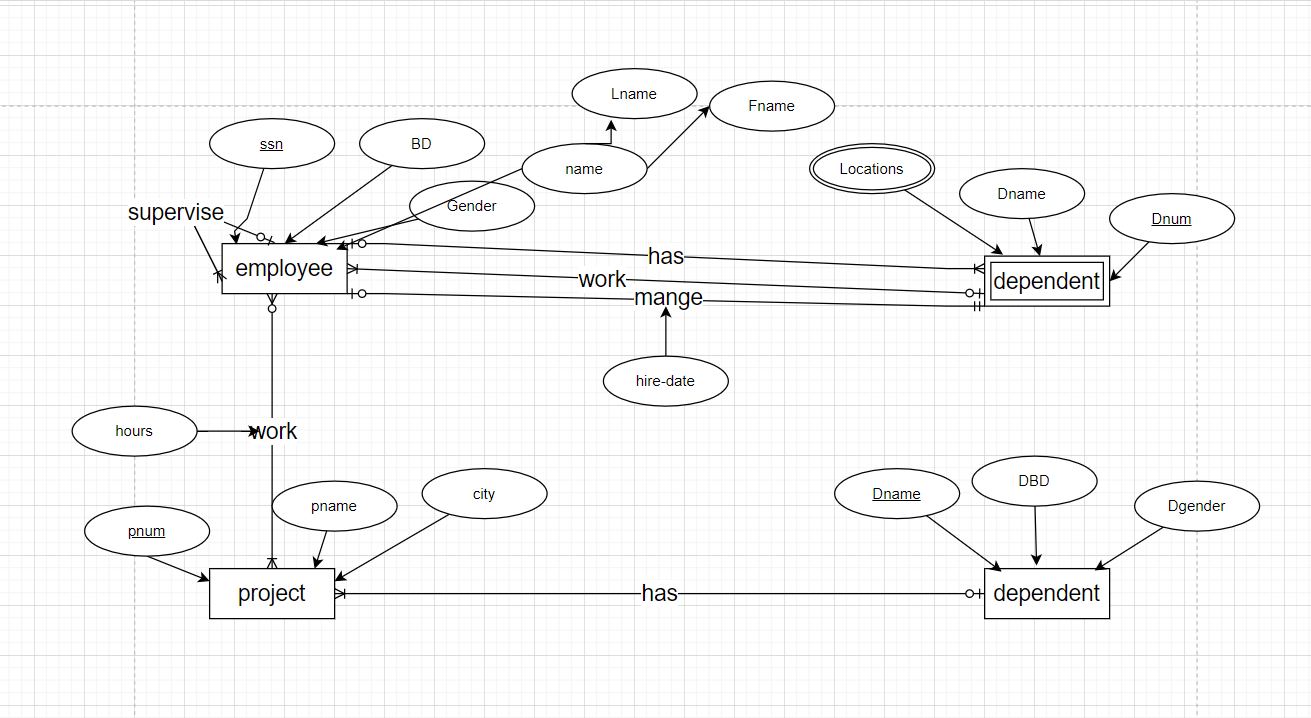 Lname
Fname
ssn
BD
name
Locations
Dname
Gender
Dnum
supervise
employee
has
work
mange
dependent
hire-date
hours
work
pnum
pname
city
Dname
DBD
Dgender
project
has
dependent